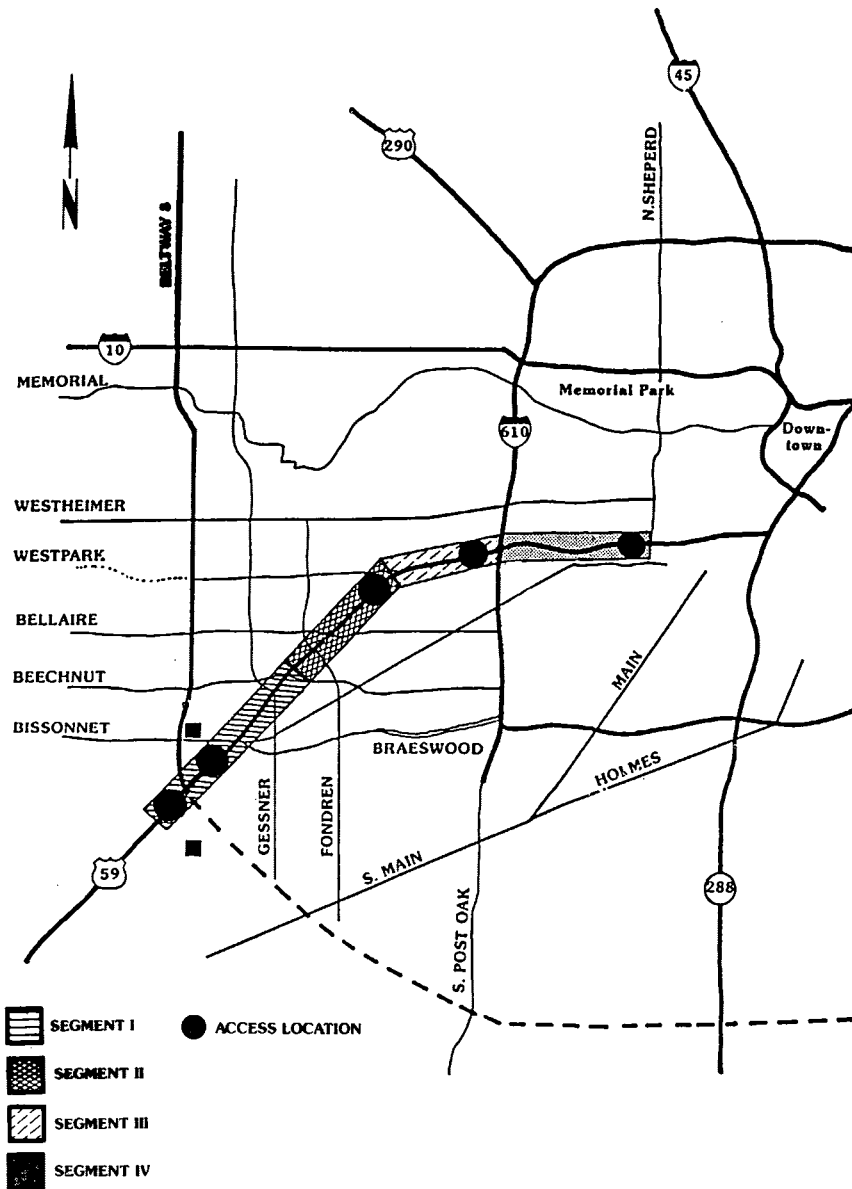 45
290
N. SHEPERD
N
BELTWAY 8
10
MEMORIAL
Memorial Park
610
Down-
town
WESTHEIMER
WESTPARK
BELLAIRE
BEECHNUT
BISSONNET
BRAESWOOD
MAIN
HOLMES
GESSNER
FONDREN
S. MAIN
59
288
S. POST OAK
SEGMENT I
ACCESS LOCATION
SEGMENT II
SEGMENT III
SEGMENT IV